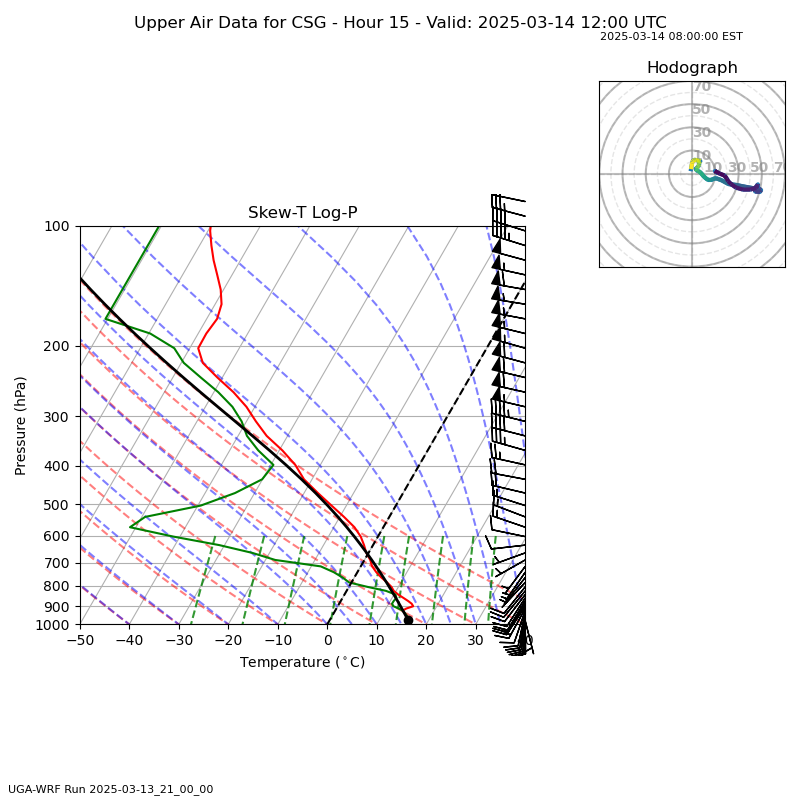 Upper Air Data for CSG - Hour 15 - Valid: 2025-03-14 12:00 UTC
2025-03-14 08:00:00 EST
Hodograph
70
50
30
10
10 30 50 70
Skew-T Log-P
100
200
300
400
500
600
700
800
900
1000
Pressure (hPa)
−50 −40 −30 −20 −10 0 10 20 30
Temperature (°C)
UGA-WRF Run 2025-03-13_21_00_00